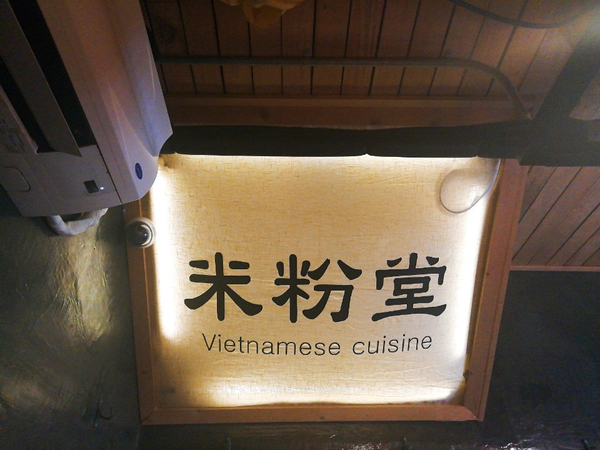 米粉堂
Vietnamese cuisine